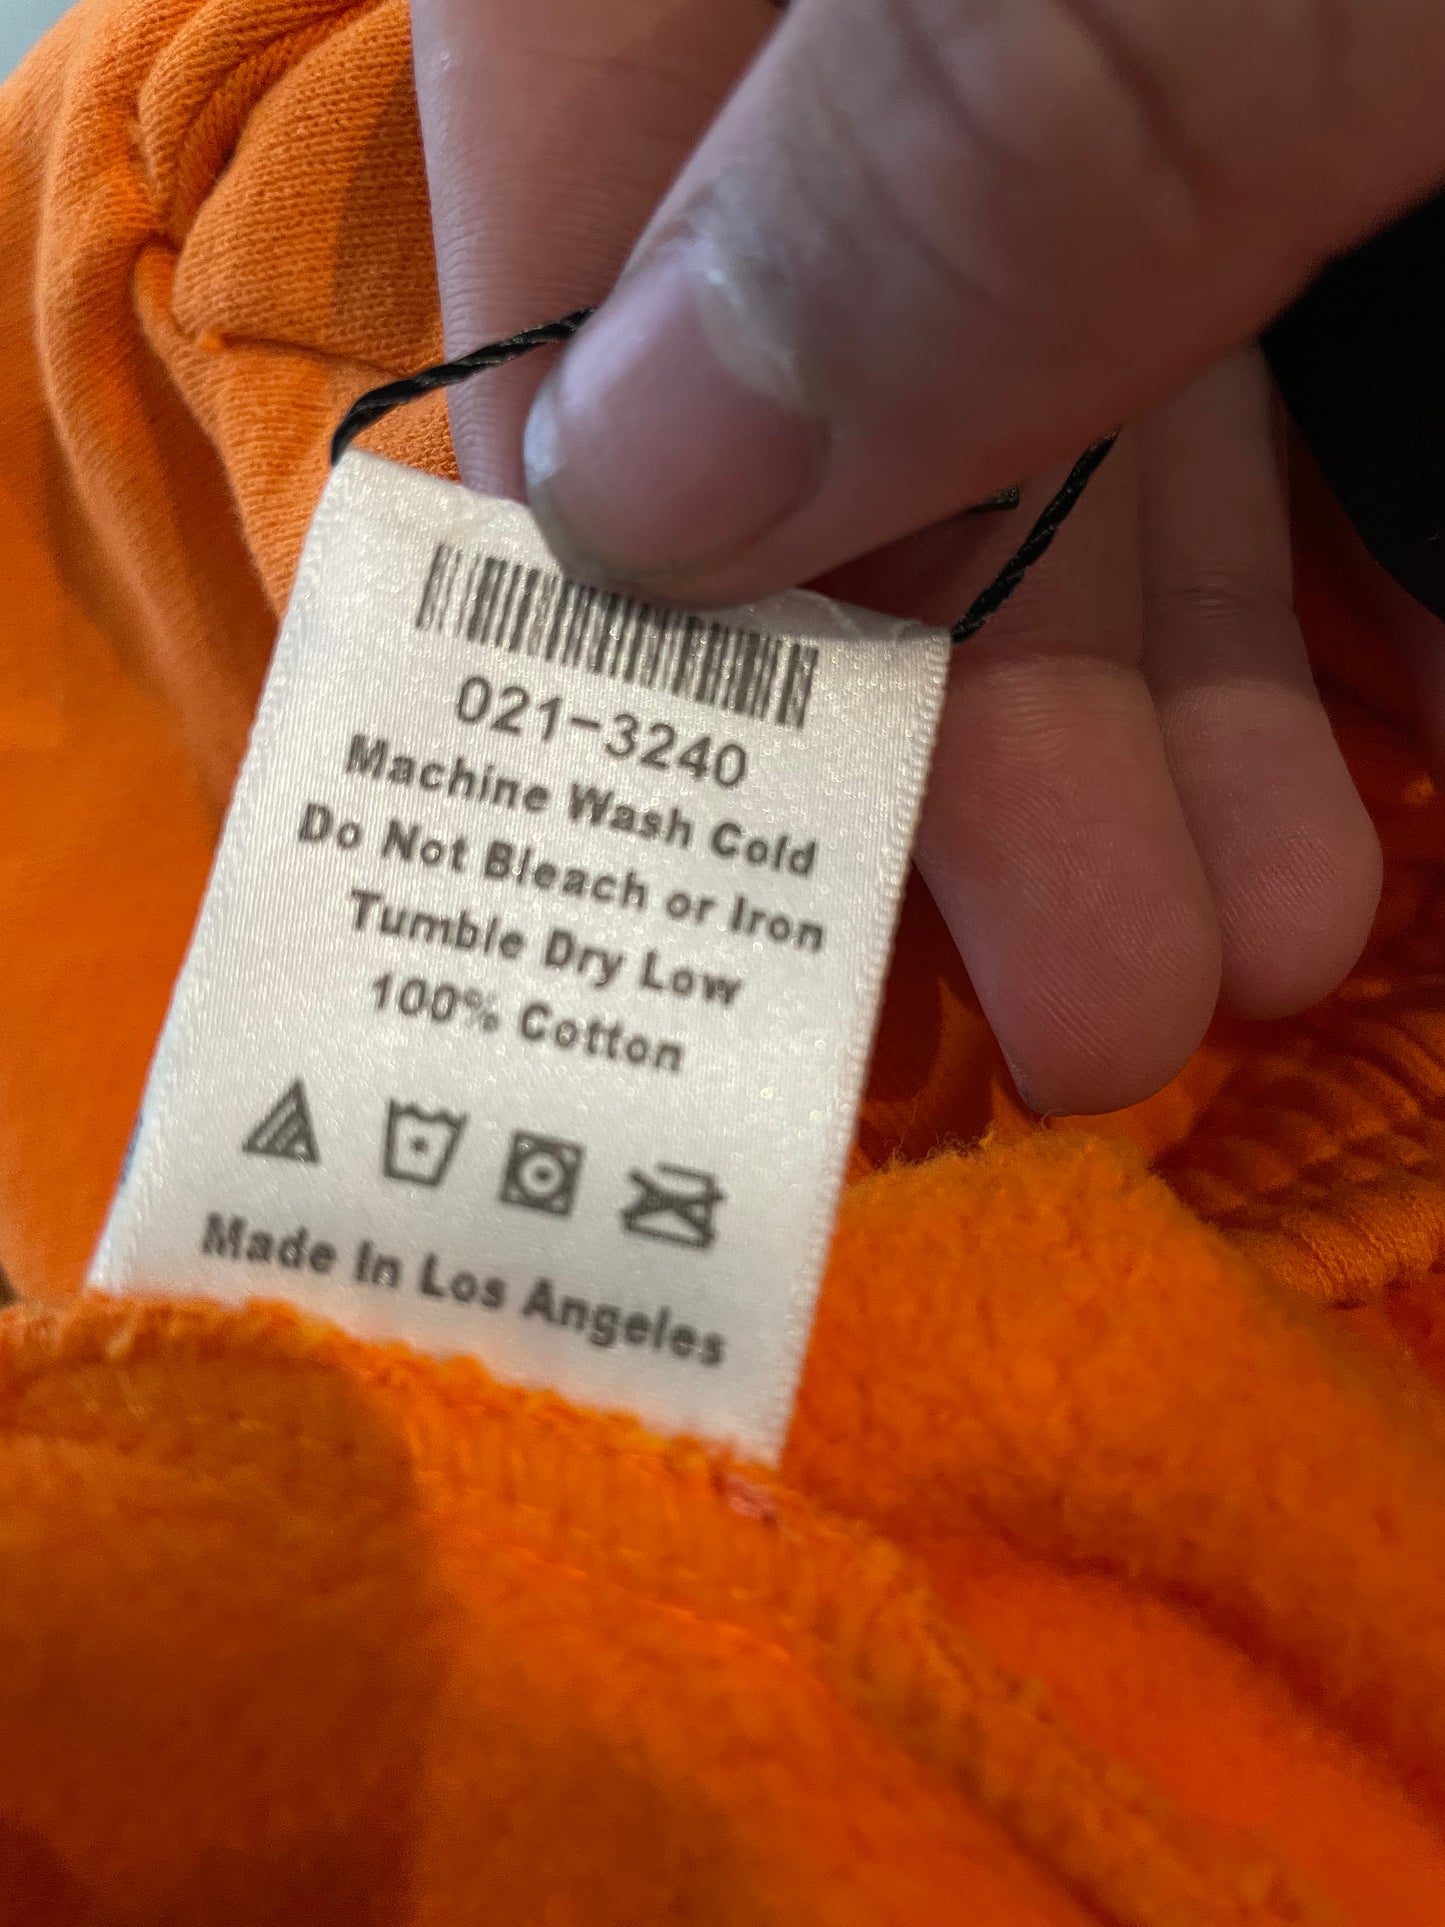 021-3240
Machine Wash Cold
Do Not Bleach or Iron
Tumble Dry Low
100% Cotton
Made In Los Angeles